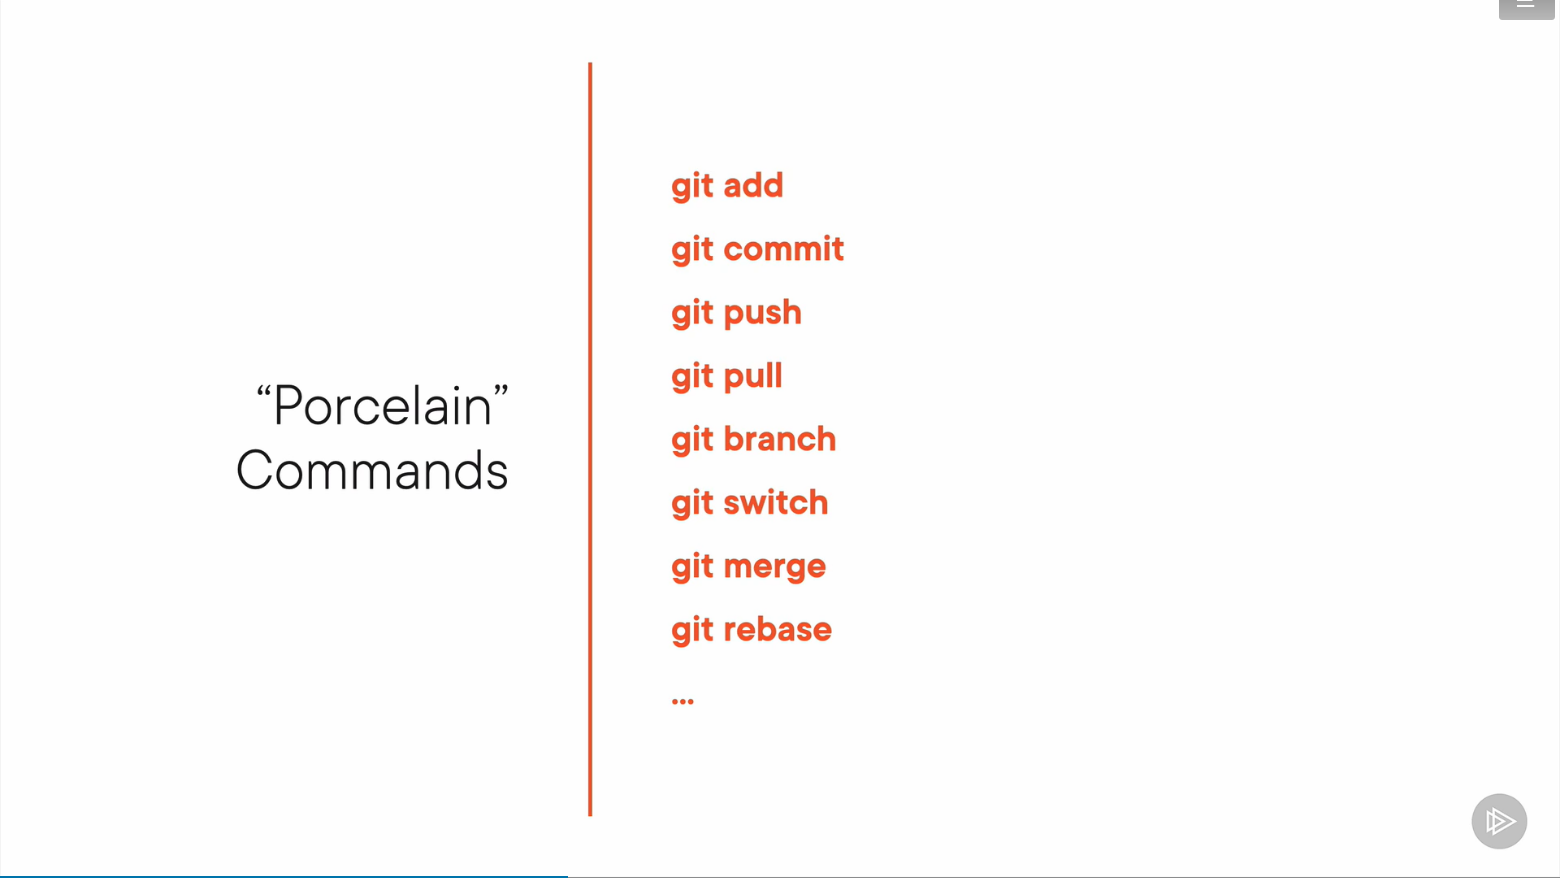 “Porcelain”
Commands
git add
git commit
git push
git pull
git branch
git switch
git merge
git rebase
...